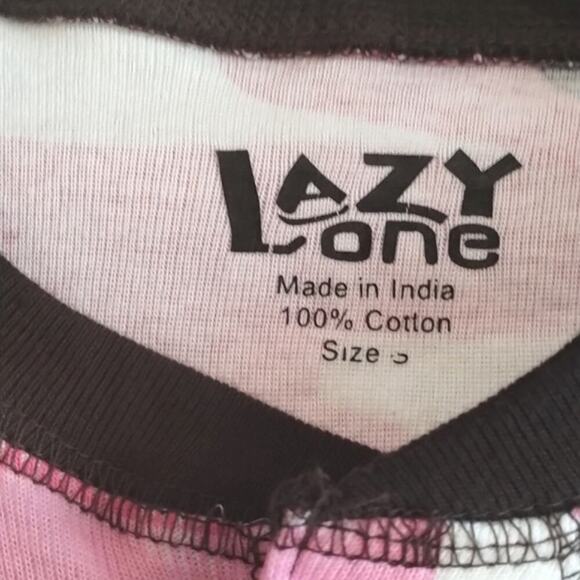 LAZY
one
Made in India
100% Cotton
Size S